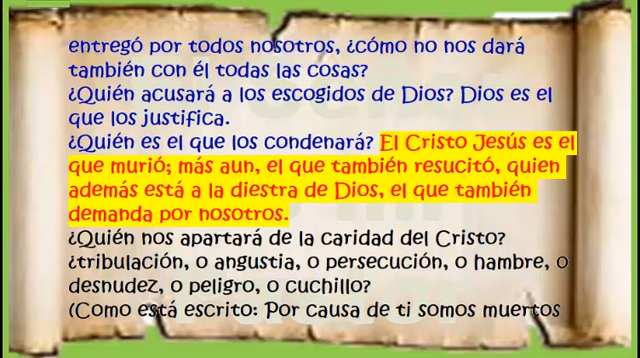 entregó por todos nosotros, ¿cómo no nos dará
también con él todas las cosas?
¿Quién acusará a los escogidos de Dios? Dios es el
que los justifica.
¿Quién es el que los condenará? El Cristo Jesús es el
que murió; más aun, el que también resucitó, quien
además está a la diestra de Dios, el que también
demanda por nosotros.
¿Quién nos apartará de la caridad del Cristo?
¿tribulación, o angustia, o persecución, o hambre, o
desnudez, o peligro, o cuchillo?
(Como está escrito: Por causa de ti somos muertos